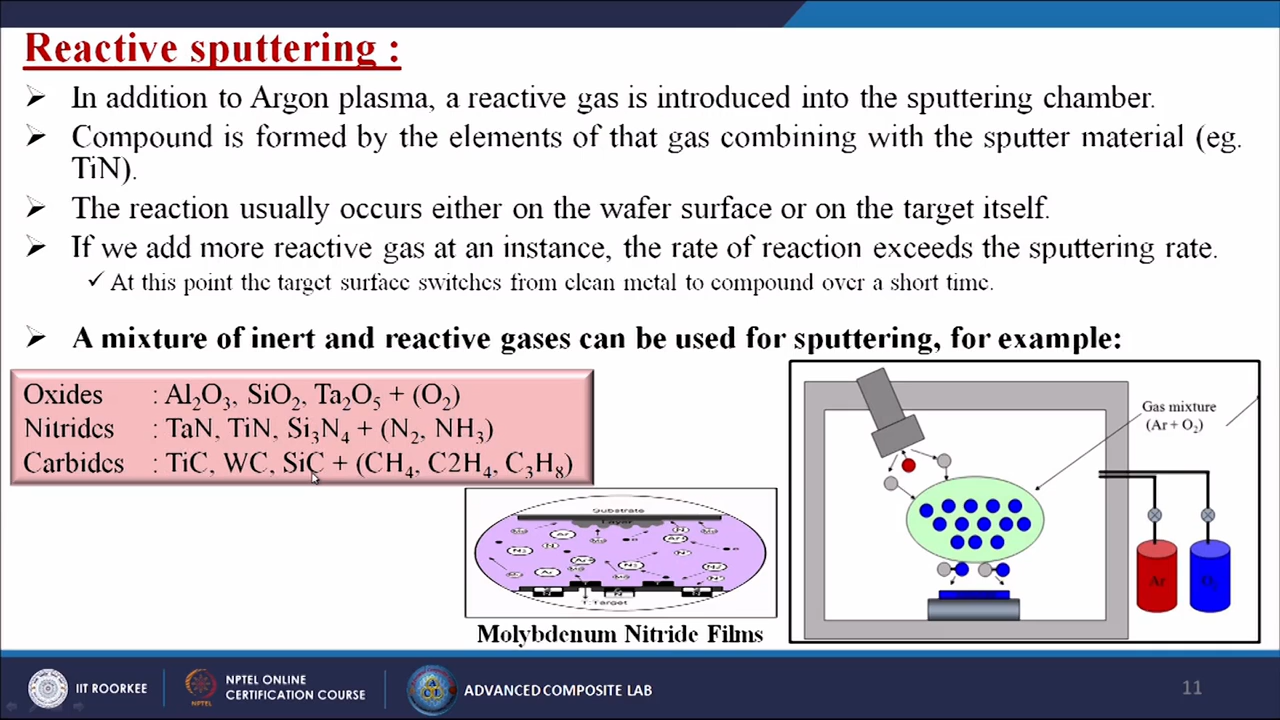 Reactive sputtering :
➢ In addition to Argon plasma, a reactive gas is introduced into the sputtering chamber.
➢ Compound is formed by the elements of that gas combining with the sputter material (eg.
TiN).
➢ The reaction usually occurs either on the wafer surface or on the target itself.
➢ If we add more reactive gas at an instance, the rate of reaction exceeds the sputtering rate.
✓ At this point the target surface switches from clean metal to compound over a short time.
➢ A mixture of inert and reactive gases can be used for sputtering, for example:
Oxides : Al₂O₃, SiO₂, Ta₂O₅ + (O₂)
Nitrides : TaN, TiN, Si₃N₄ + (N₂, NH₃)
Carbides : TiC, WC, SiC + (CH₄, C2H₄, C₃H₈)
Gas mixture
(Ar + O₂)
Ar
O₂
Substrate
Layer
Target
Molybdenum Nitride Films
IIT ROORKEE
NPTEL ONLINE
CERTIFICATION COURSE
NPTEL
ADVANCED COMPOSITE LAB
11